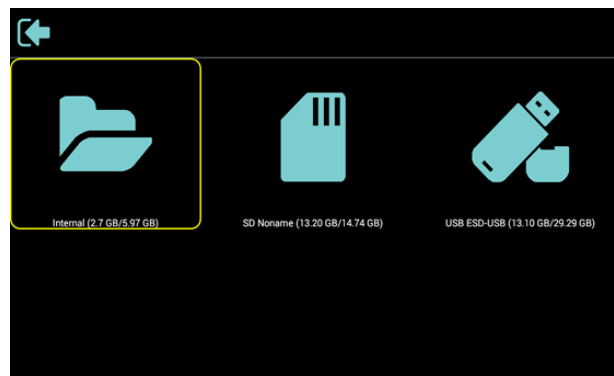 Internal (2.7 GB/5.97 GB)
SD Noname (13.20 GB/14.74 GB)
USB ESD-USB (13.10 GB/29.29 GB)